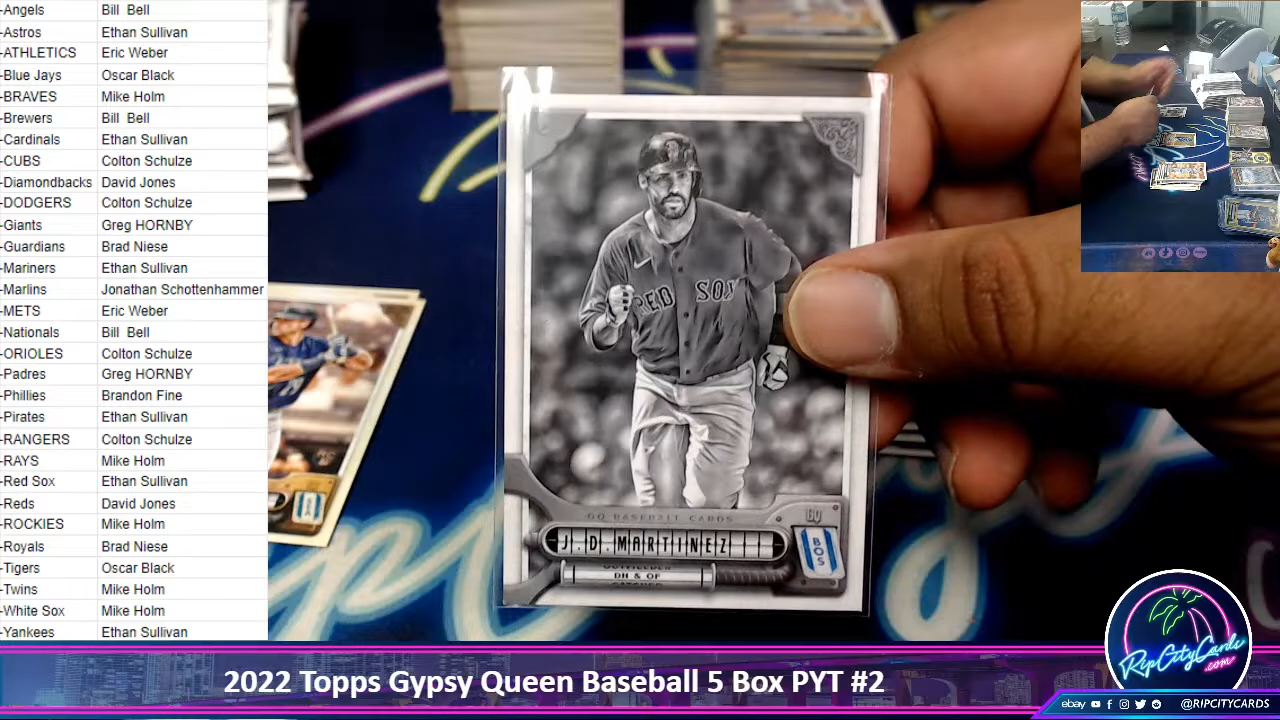 -Angels Bill Bell
-Astros Ethan Sullivan
-ATHLETICS Eric Weber
-Blue Jays Oscar Black
-BRAVES Mike Holm
-Brewers Bill Bell
-Cardinals Ethan Sullivan
-CUBS Colton Schulze
-Diamondbacks David Jones
-DODGERS Colton Schulze
-Giants Greg HORNBY
-Guardians Brad Niese
-Mariners Ethan Sullivan
-Marlins Jonathan Schottenhammer
-METS Eric Weber
-Nationals Bill Bell
-ORIOLES Colton Schulze
-Padres Greg HORNBY
-Phillies Brandon Fine
-Pirates Ethan Sullivan
-RANGERS Colton Schulze
-RAYS Mike Holm
-Red Sox Ethan Sullivan
-Reds David Jones
-ROCKIES Mike Holm
-Royals Brad Niese
-Tigers Oscar Black
-Twins Mike Holm
-White Sox Mike Holm
-Yankees Ethan Sullivan
RED SOX
GQ BASEBALL CARDS
GQ
J.D. MARTINEZ
BOS
OUTFIELDER
DH & OF
CATCHER
2022 Topps Gypsy Queen Baseball 5 Box PYT #2
RipCityCards
.com
ebay @RIPCITYCARDS